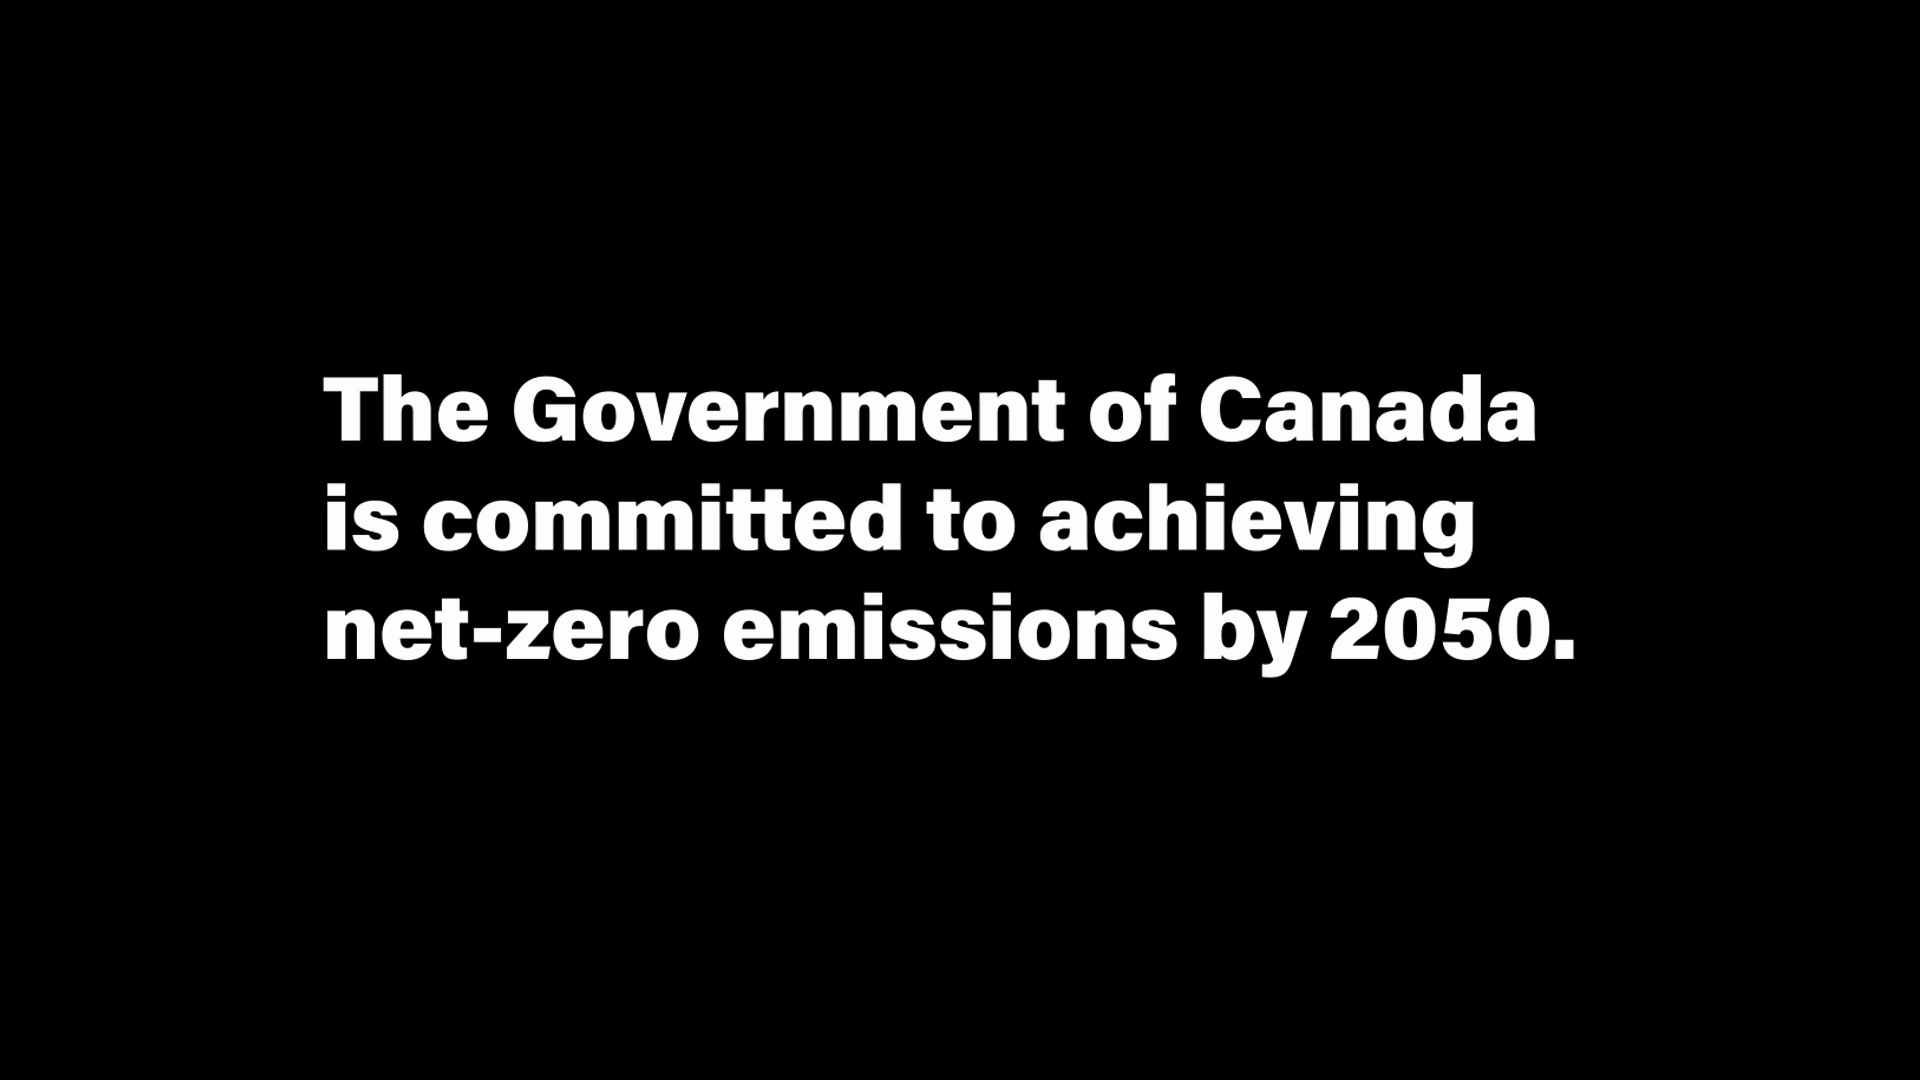 The Government of Canada
is committed to achieving
net-zero emissions by 2050.